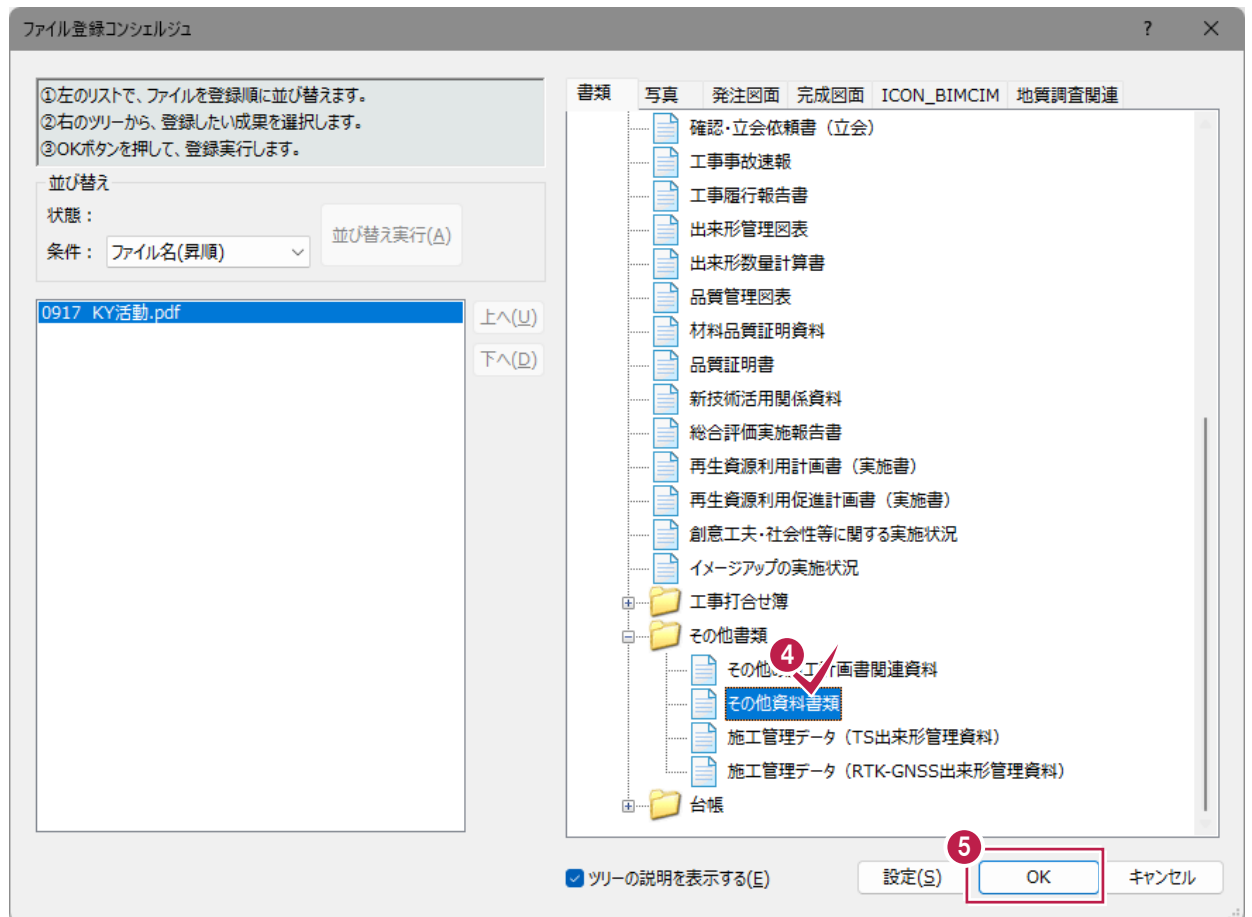 ファイル登録コンシェルジュ
?
①左のリストで、ファイルを登録順に並び替えます。
②右のツリーから、登録したい成果を選択します。
③OKボタンを押して、登録実行します。
並び替え
状態：
条件： ファイル名(昇順)
並び替え実行(A)
0917 KY活動.pdf
上へ(U)
下へ(D)
書類 写真 発注図面 完成図面 ICON_BIMCIM 地質調査関連
確認･立会依頼書（立会）
工事事故速報
工事履行報告書
出来形管理図表
出来形数量計算書
品質管理図表
材料品質証明資料
品質証明書
新技術活用関係資料
総合評価実施報告書
再生資源利用計画書（実施書）
再生資源利用促進計画書（実施書）
創意工夫･社会性等に関する実施状況
イメージアップの実施状況
工事打合せ簿
その他書類
4
その他 画書関連資料
その他資料書類
施工管理データ（TS出来形管理資料）
施工管理データ（RTK-GNSS出来形管理資料）
台帳
5
ツリーの説明を表示する(E)
設定(S)
OK
キャンセル